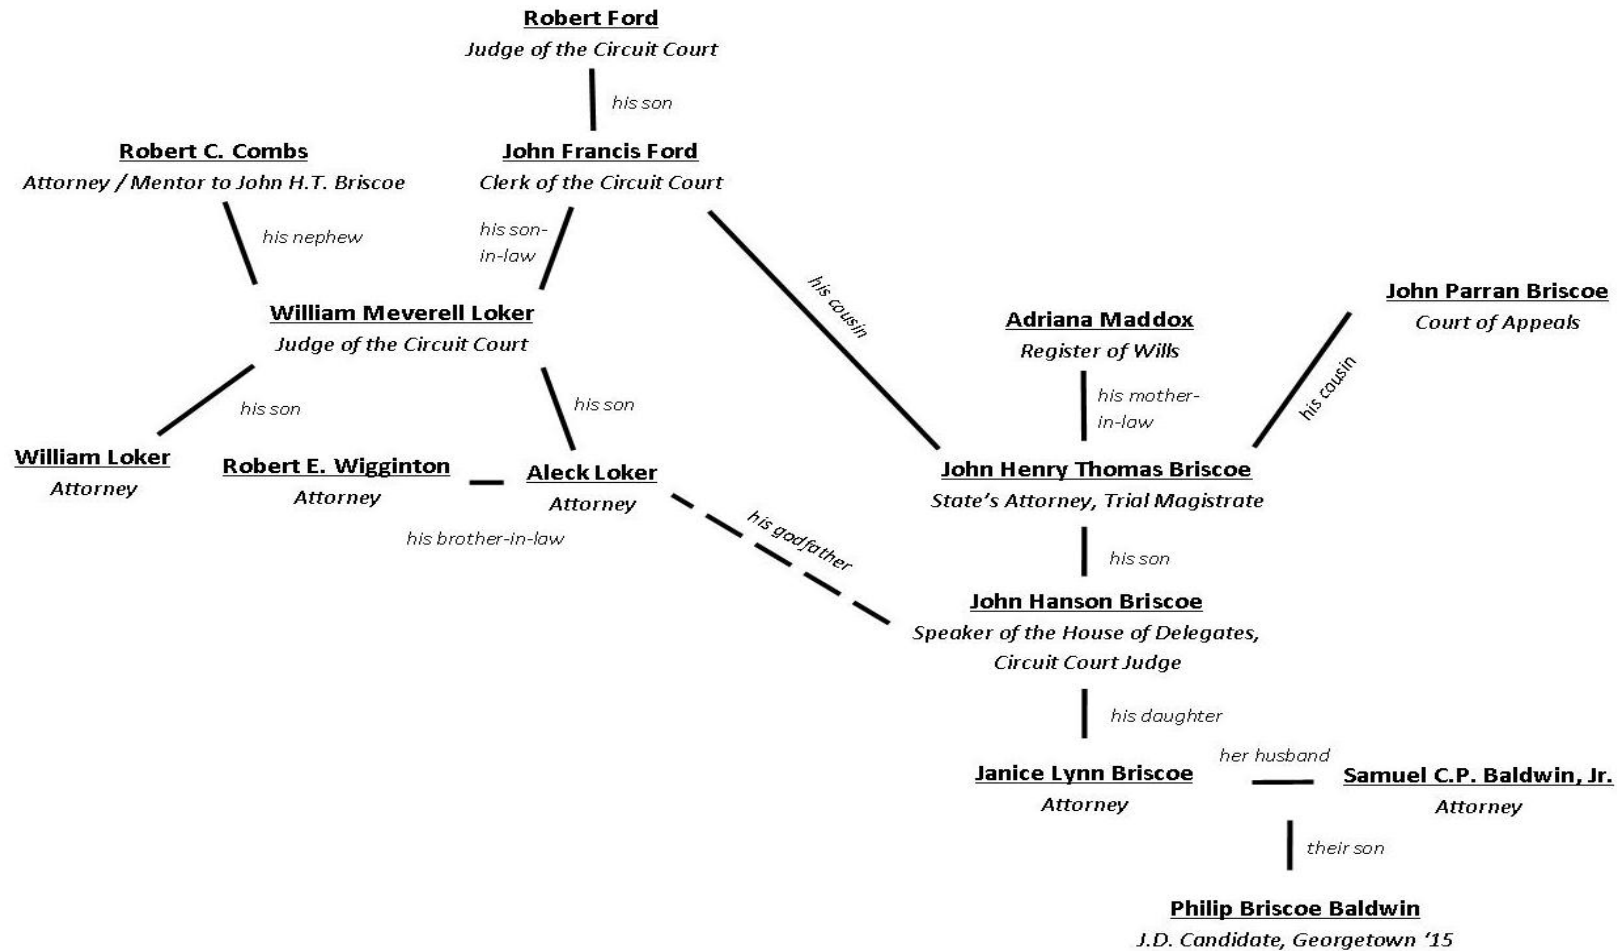 Robert Ford
Judge of the Circuit Court
his son
Robert C. Combs
Attorney / Mentor to John H.T. Briscoe
John Francis Ford
Clerk of the Circuit Court
his nephew
his son-
in-law
his cousin
William Meverell Loker
Judge of the Circuit Court
Adriana Maddox
Register of Wills
John Parran Briscoe
Court of Appeals
his son
his son
his mother-
in-law
his cousin
William Loker
Attorney
Robert E. Wigginton
Attorney
Aleck Loker
Attorney
his brother-in-law
his godfather
John Henry Thomas Briscoe
State’s Attorney, Trial Magistrate
his son
John Hanson Briscoe
Speaker of the House of Delegates,
Circuit Court Judge
his daughter
Janice Lynn Briscoe
Attorney
her husband
Samuel C.P. Baldwin, Jr.
Attorney
their son
Philip Briscoe Baldwin
J.D. Candidate, Georgetown ‘15